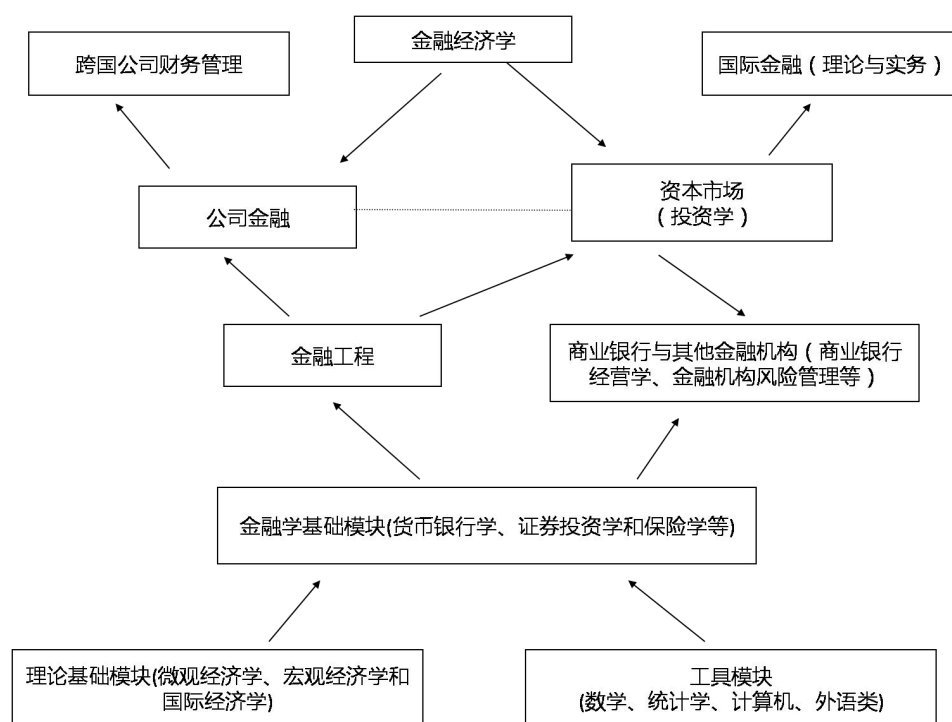 金融经济学
跨国公司财务管理
国际金融（理论与实务）
公司金融
资本市场
（投资学）
金融工程
商业银行与其他金融机构（商业银行
经营学、金融机构风险管理等）
金融学基础模块(货币银行学、证券投资学和保险学等)
理论基础模块(微观经济学、宏观经济学和
国际经济学)
工具模块
(数学、统计学、计算机、外语类)